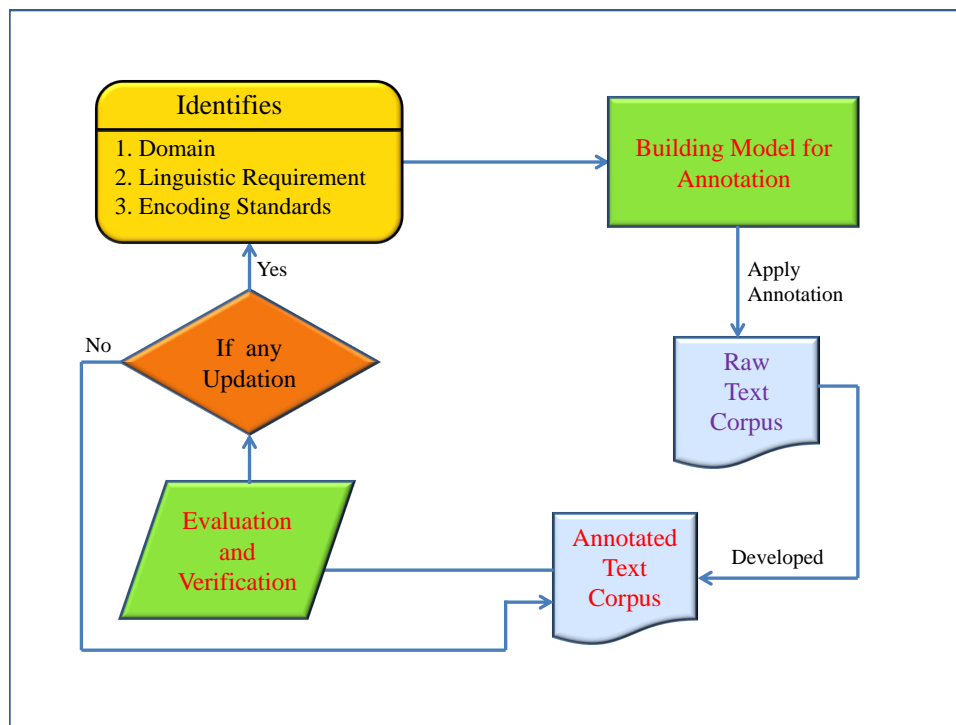 Identifies
1. Domain
2. Linguistic Requirement
3. Encoding Standards
Building Model for
Annotation
Yes
Apply
Annotation
No
If any
Updation
Raw
Text
Corpus
Evaluation
and
Verification
Annotated
Text
Corpus
Developed